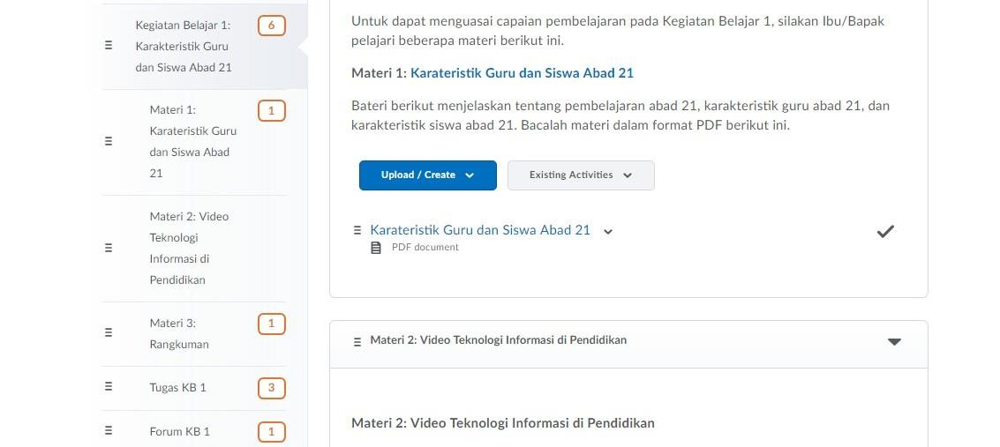 Kegiatan Belajar 1:
6
Karakteristik Guru
dan Siswa Abad 21
Materi 1:
1
Karateristik Guru
dan Siswa Abad
21
Materi 2: Video
Teknologi
Informasi di
Pendidikan
Materi 3:
1
Rangkuman
Tugas KB 1
3
Forum KB 1
1
Untuk dapat menguasai capaian pembelajaran pada Kegiatan Belajar 1, silakan Ibu/Bapak
pelajari beberapa materi berikut ini.
Materi 1: Karateristik Guru dan Siswa Abad 21
Bateri berikut menjelaskan tentang pembelajaran abad 21, karakteristik guru abad 21, dan
karakteristik siswa abad 21. Bacalah materi dalam format PDF berikut ini.
Upload / Create
Existing Activities
Karateristik Guru dan Siswa Abad 21
PDF document
Materi 2: Video Teknologi Informasi di Pendidikan
Materi 2: Video Teknologi Informasi di Pendidikan